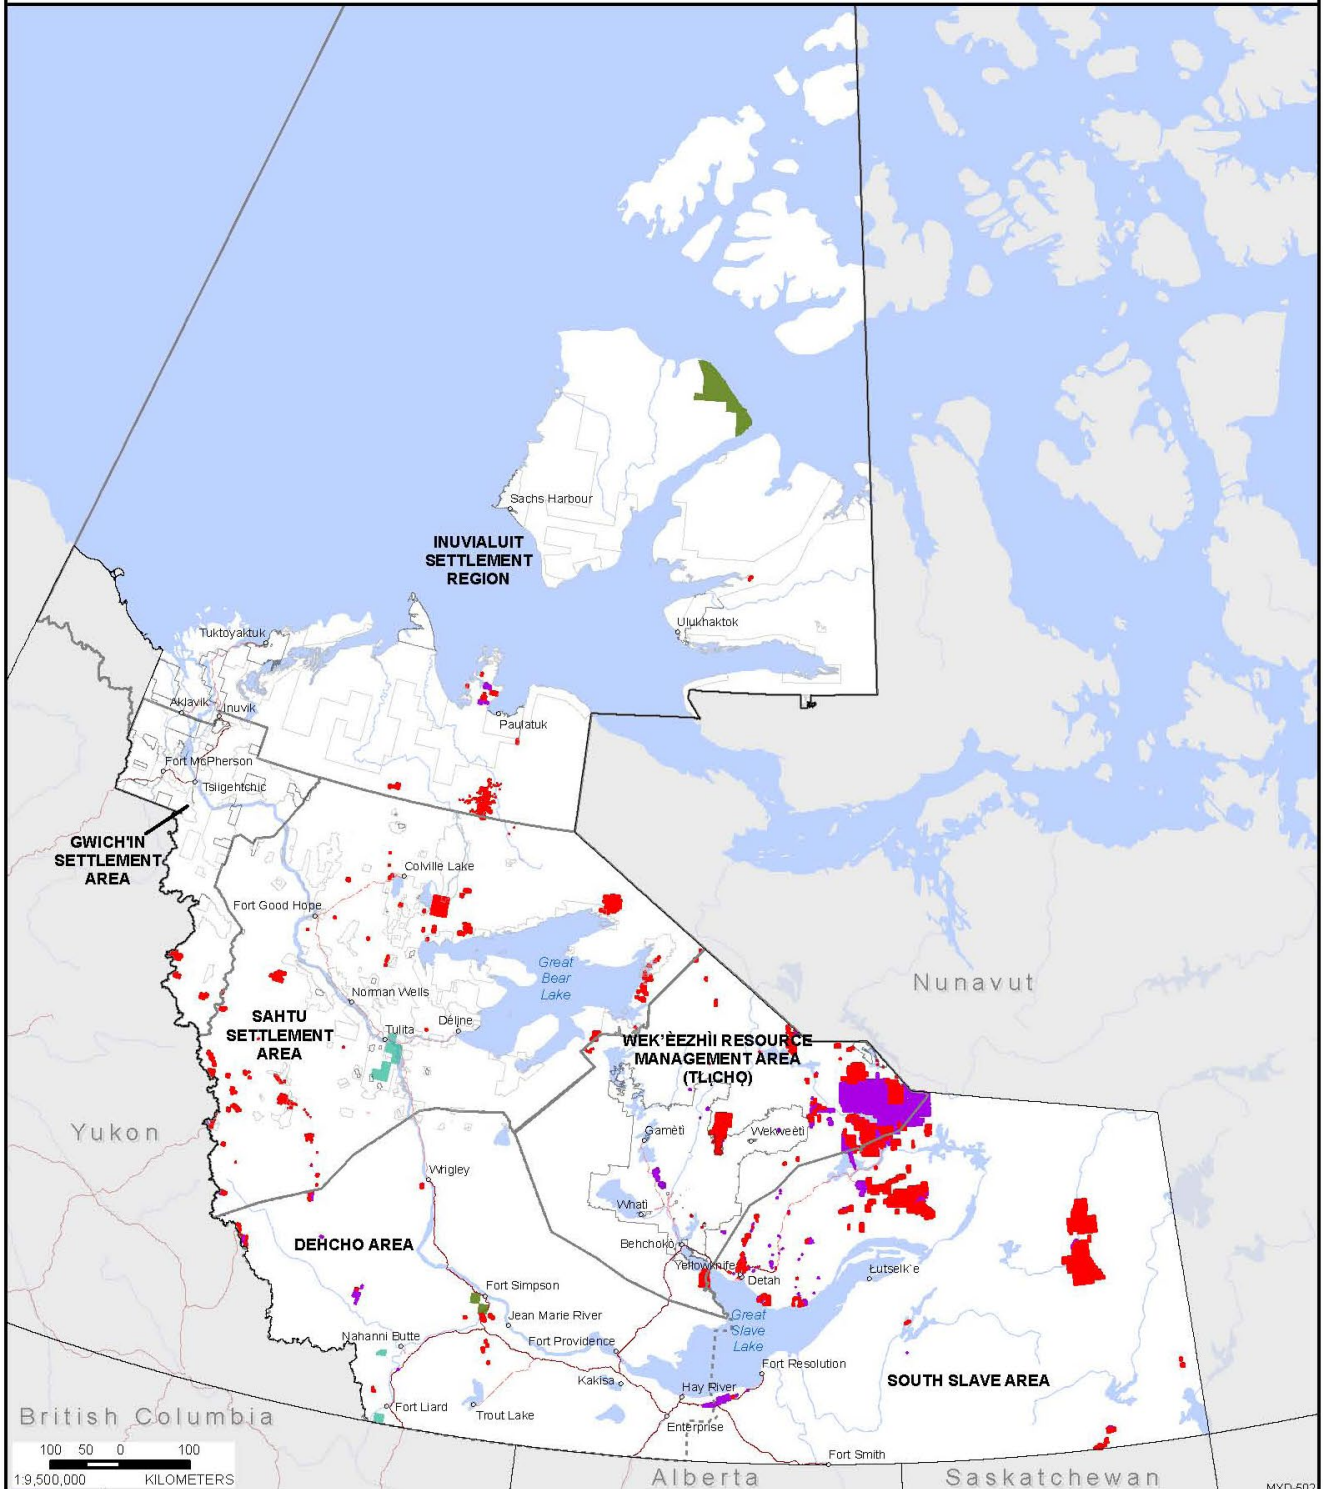 Sachs Harbour
INUVIALUIT
SETTLEMENT
REGION
Ulukhaktok
Tuktoyaktuk
Aklavik
Inuvik
Paulatuk
Fort McPherson
Tsiigehtchic
GWICH'IN
SETTLEMENT
AREA
Colville Lake
Fort Good Hope
Great
Bear
Lake
Nunavut
Norman Wells
SAHTU
SETTLEMENT
AREA
Tulita
Déline
WEK'ÈEZHÌI RESOURCE
MANAGEMENT AREA
(TŁĮCHǪ)
Yukon
Gamètì
Wekweètì
Wrigley
Whatì
DEHCHO AREA
Behchokǫ̀
Yellowknife
Detah
Łutselk'e
Fort Simpson
Jean Marie River
Great
Slave
Lake
Nahanni Butte
Fort Providence
Fort Resolution
Kakisa
Hay River
SOUTH SLAVE AREA
British Columbia
Fort Liard
Trout Lake
Enterprise
Fort Smith
100 50 0 100
1:9,500,000 KILOMETERS
Alberta
Saskatchewan
MXD-502